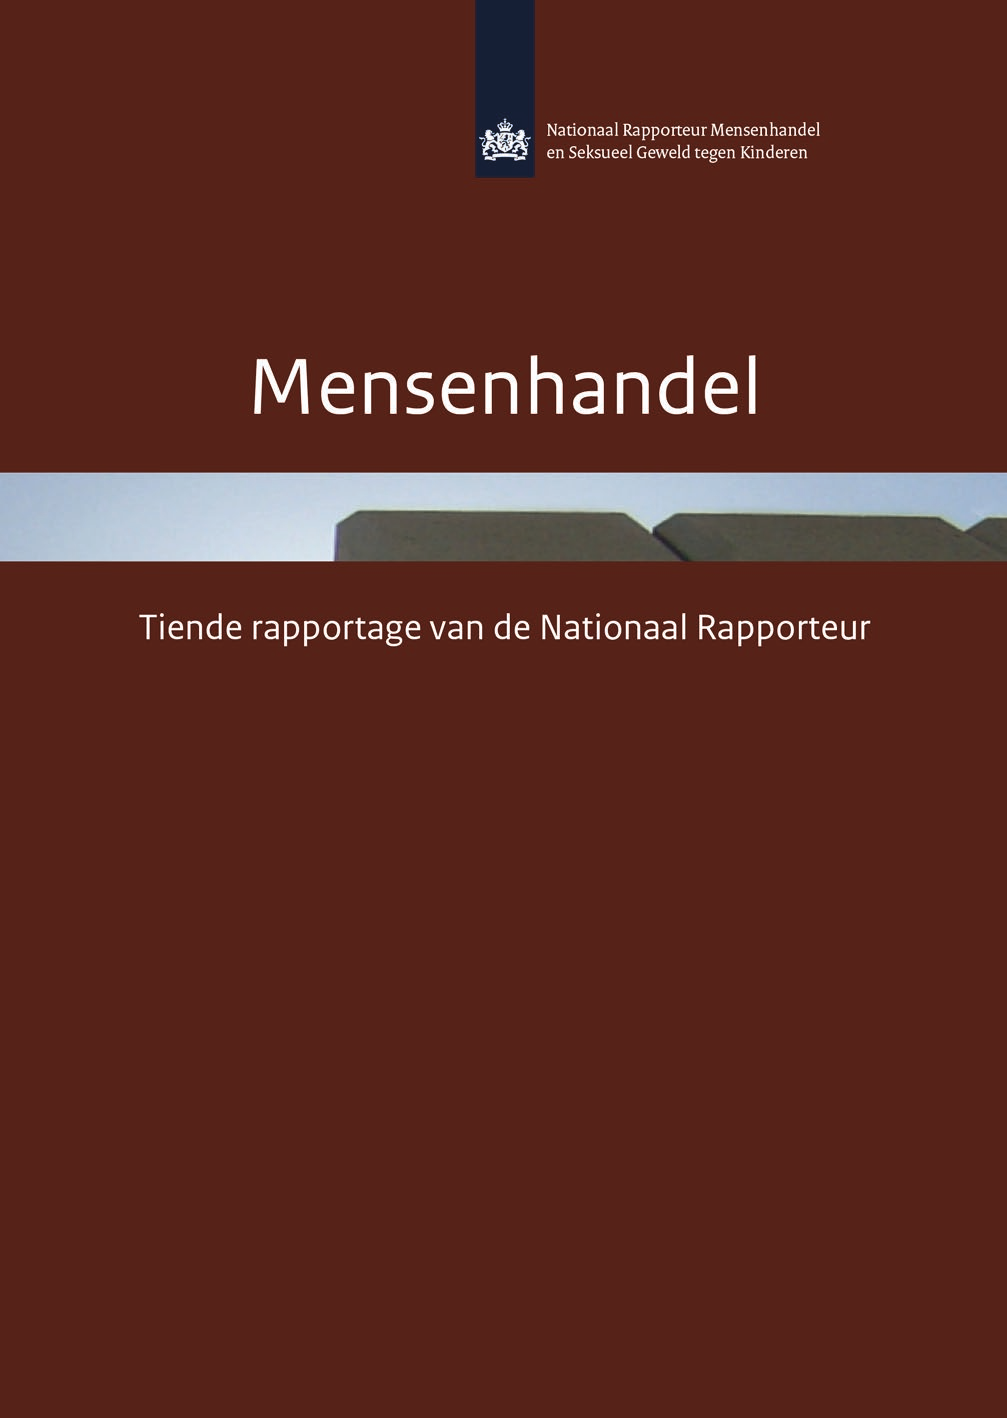 Nationaal Rapporteur Mensenhandel
en Seksueel Geweld tegen Kinderen
Mensenhandel
Tiende rapportage van de Nationaal Rapporteur